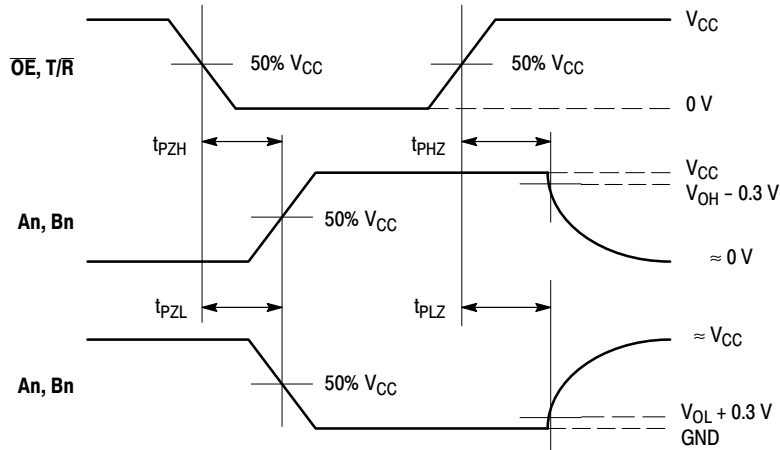 V_CC
O̅E̅, T/R̅
50% V_CC
50% V_CC
0 V
t_PZH
t_PHZ
V_CC
V_OH – 0.3 V
An, Bn
50% V_CC
≈ 0 V
t_PZL
t_PLZ
≈ V_CC
An, Bn
50% V_CC
V_OL + 0.3 V
GND